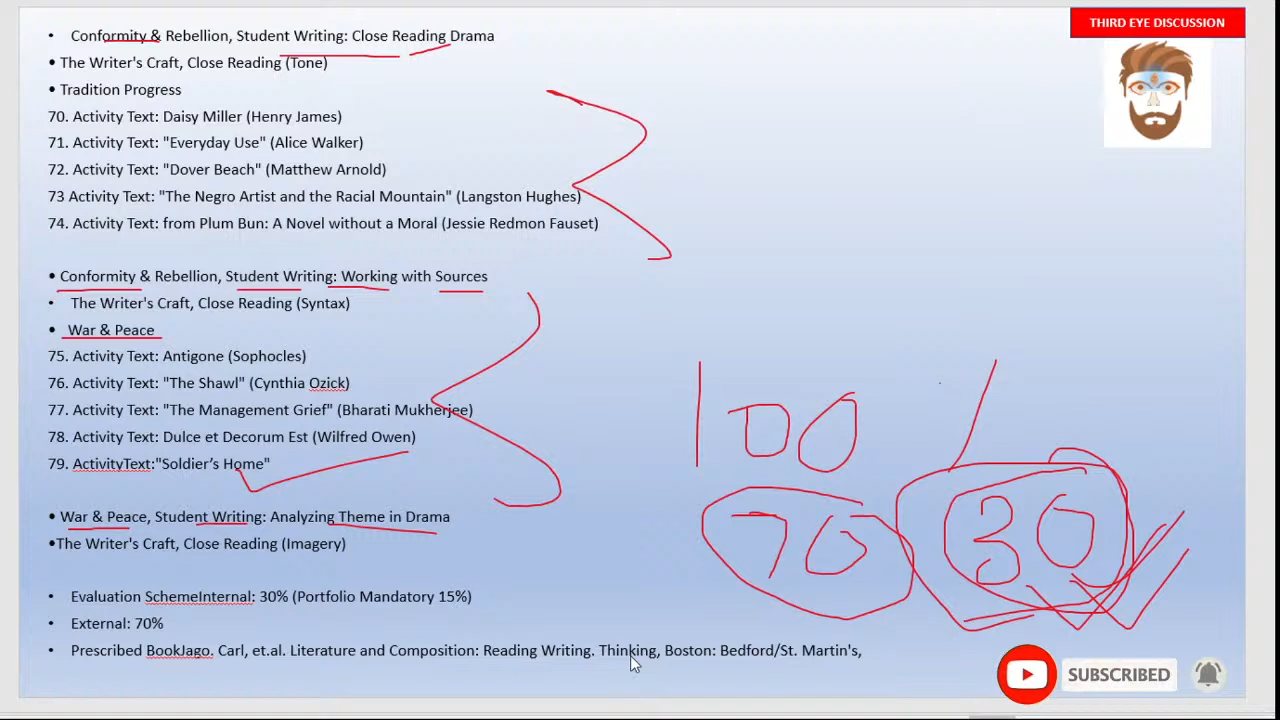 THIRD EYE DISCUSSION
• Conformity & Rebellion, Student Writing: Close Reading Drama
• The Writer's Craft, Close Reading (Tone)
• Tradition Progress
70. Activity Text: Daisy Miller (Henry James)
71. Activity Text: "Everyday Use" (Alice Walker)
72. Activity Text: "Dover Beach" (Matthew Arnold)
73 Activity Text: "The Negro Artist and the Racial Mountain" (Langston Hughes)
74. Activity Text: from Plum Bun: A Novel without a Moral (Jessie Redmon Fauset)
• Conformity & Rebellion, Student Writing: Working with Sources
• The Writer's Craft, Close Reading (Syntax)
• War & Peace
75. Activity Text: Antigone (Sophocles)
76. Activity Text: "The Shawl" (Cynthia Ozick)
77. Activity Text: "The Management Grief" (Bharati Mukherjee)
78. Activity Text: Dulce et Decorum Est (Wilfred Owen)
79. ActivityText:"Soldier’s Home"
100 /
70 30
• War & Peace, Student Writing: Analyzing Theme in Drama
•The Writer's Craft, Close Reading (Imagery)
• Evaluation SchemeInternal: 30% (Portfolio Mandatory 15%)
• External: 70%
• Prescribed BookJago. Carl, et.al. Literature and Composition: Reading Writing. Thinking, Boston: Bedford/St. Martin's,
SUBSCRIBED